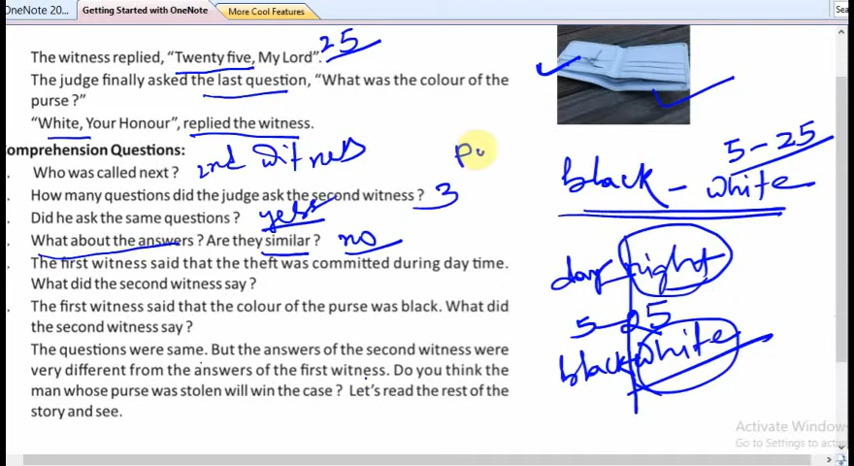 OneNote 20...
Getting Started with OneNote
More Cool Features
Sea
The witness replied, “Twenty five, My Lord”. 25
The judge finally asked the last question, “What was the colour of the
purse ?”
“White, Your Honour”, replied the witness.
omprehension Questions:
. Who was called next ? 2nd witness
. How many questions did the judge ask the second witness ? 3
. Did he ask the same questions ? yes
. What about the answers ? Are they similar ? no
. The first witness said that the theft was committed during day time.
What did the second witness say ?
. The first witness said that the colour of the purse was black. What did
the second witness say ?
The questions were same. But the answers of the second witness were
very different from the answers of the first witness. Do you think the
man whose purse was stolen will win the case ? Let's read the rest of the
story and see.
5 - 25
black - white
day night
5 - 25
black white
Activate Window
Go to Settings to activ